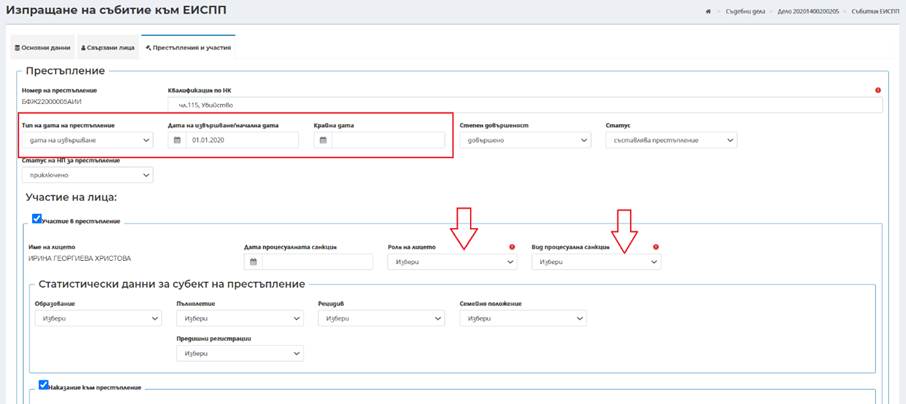 Изпращане на събитие към ЕИСПП
Съдебни дела Дело 20201400200205 Събития ЕИСПП
Основни данни Свързани лица Престъпления и участия
Престъпление
Номер на престъпление Квалификация по НК
БФЖ22000005АИИ чл.115, Убийство
Тип на дата на престъпление Дата на извършване/начална дата Крайна дата Степен довършеност Статус
дата на извършване 01.01.2020 довършено съставлява престъпление
Статус на НП за престъпление
приключено
Участие на лица:
Участие в престъпление
Име на лицето Дата процесуалната санкция Роля на лицето Вид процесуална санкция
ИРИНА ГЕОРГИЕВА ХРИСТОВА Избери Избери
Статистически данни за субект на престъпление
Образование Пълнолетие Рецидив Семейно положение
Избери Избери Избери Избери
Предишни регистрации
Избери
Наказание към престъпление